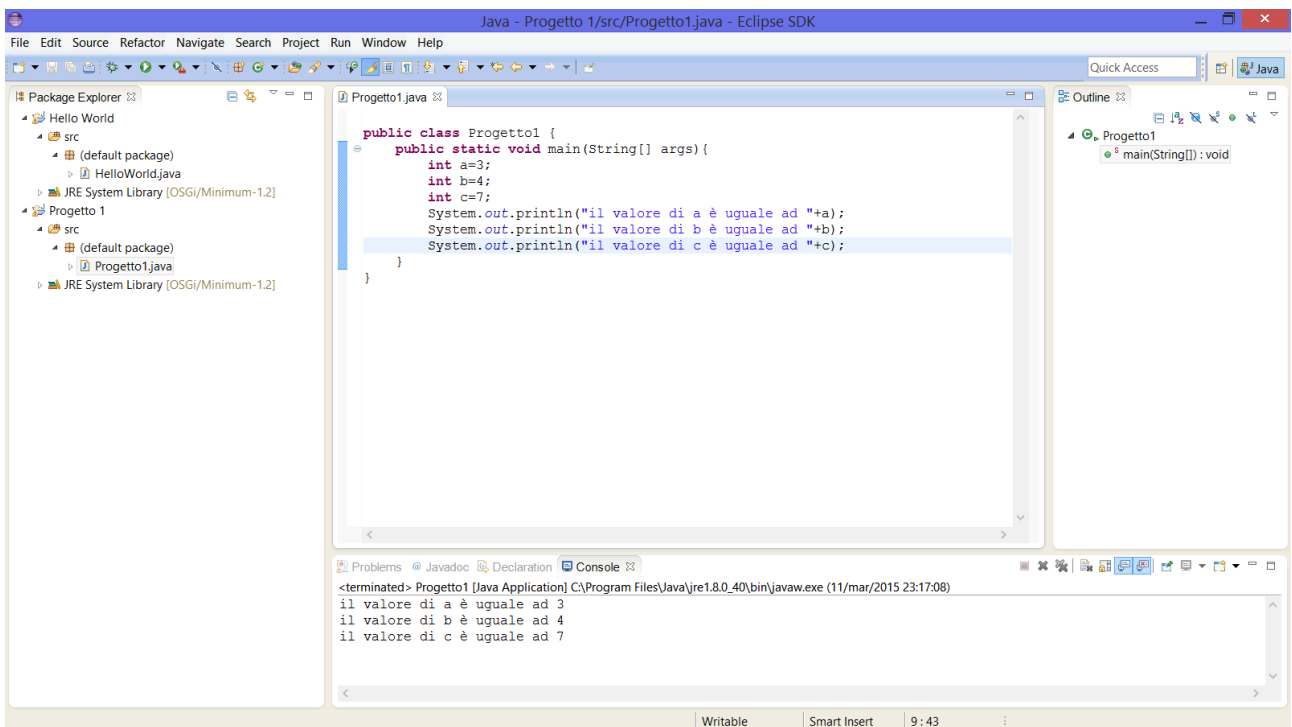 Java - Progetto 1/src/Progetto1.java - Eclipse SDK
File Edit Source Refactor Navigate Search Project Run Window Help
Quick Access
Java
Package Explorer
Hello World
src
(default package)
HelloWorld.java
JRE System Library [OSGi/Minimum-1.2]
Progetto 1
src
(default package)
Progetto1.java
JRE System Library [OSGi/Minimum-1.2]
Progetto1.java
public class Progetto1 {
public static void main(String[] args){
int a=3;
int b=4;
int c=7;
System.out.println("il valore di a è uguale ad "+a);
System.out.println("il valore di b è uguale ad "+b);
System.out.println("il valore di c è uguale ad "+c);
}
}
Outline
Progetto1
main(String[]) : void
Problems @ Javadoc Declaration Console
<terminated> Progetto1 [Java Application] C:\Program Files\Java\jre1.8.0_40\bin\javaw.exe (11/mar/2015 23:17:08)
il valore di a è uguale ad 3
il valore di b è uguale ad 4
il valore di c è uguale ad 7
Writable
Smart Insert
9 : 43